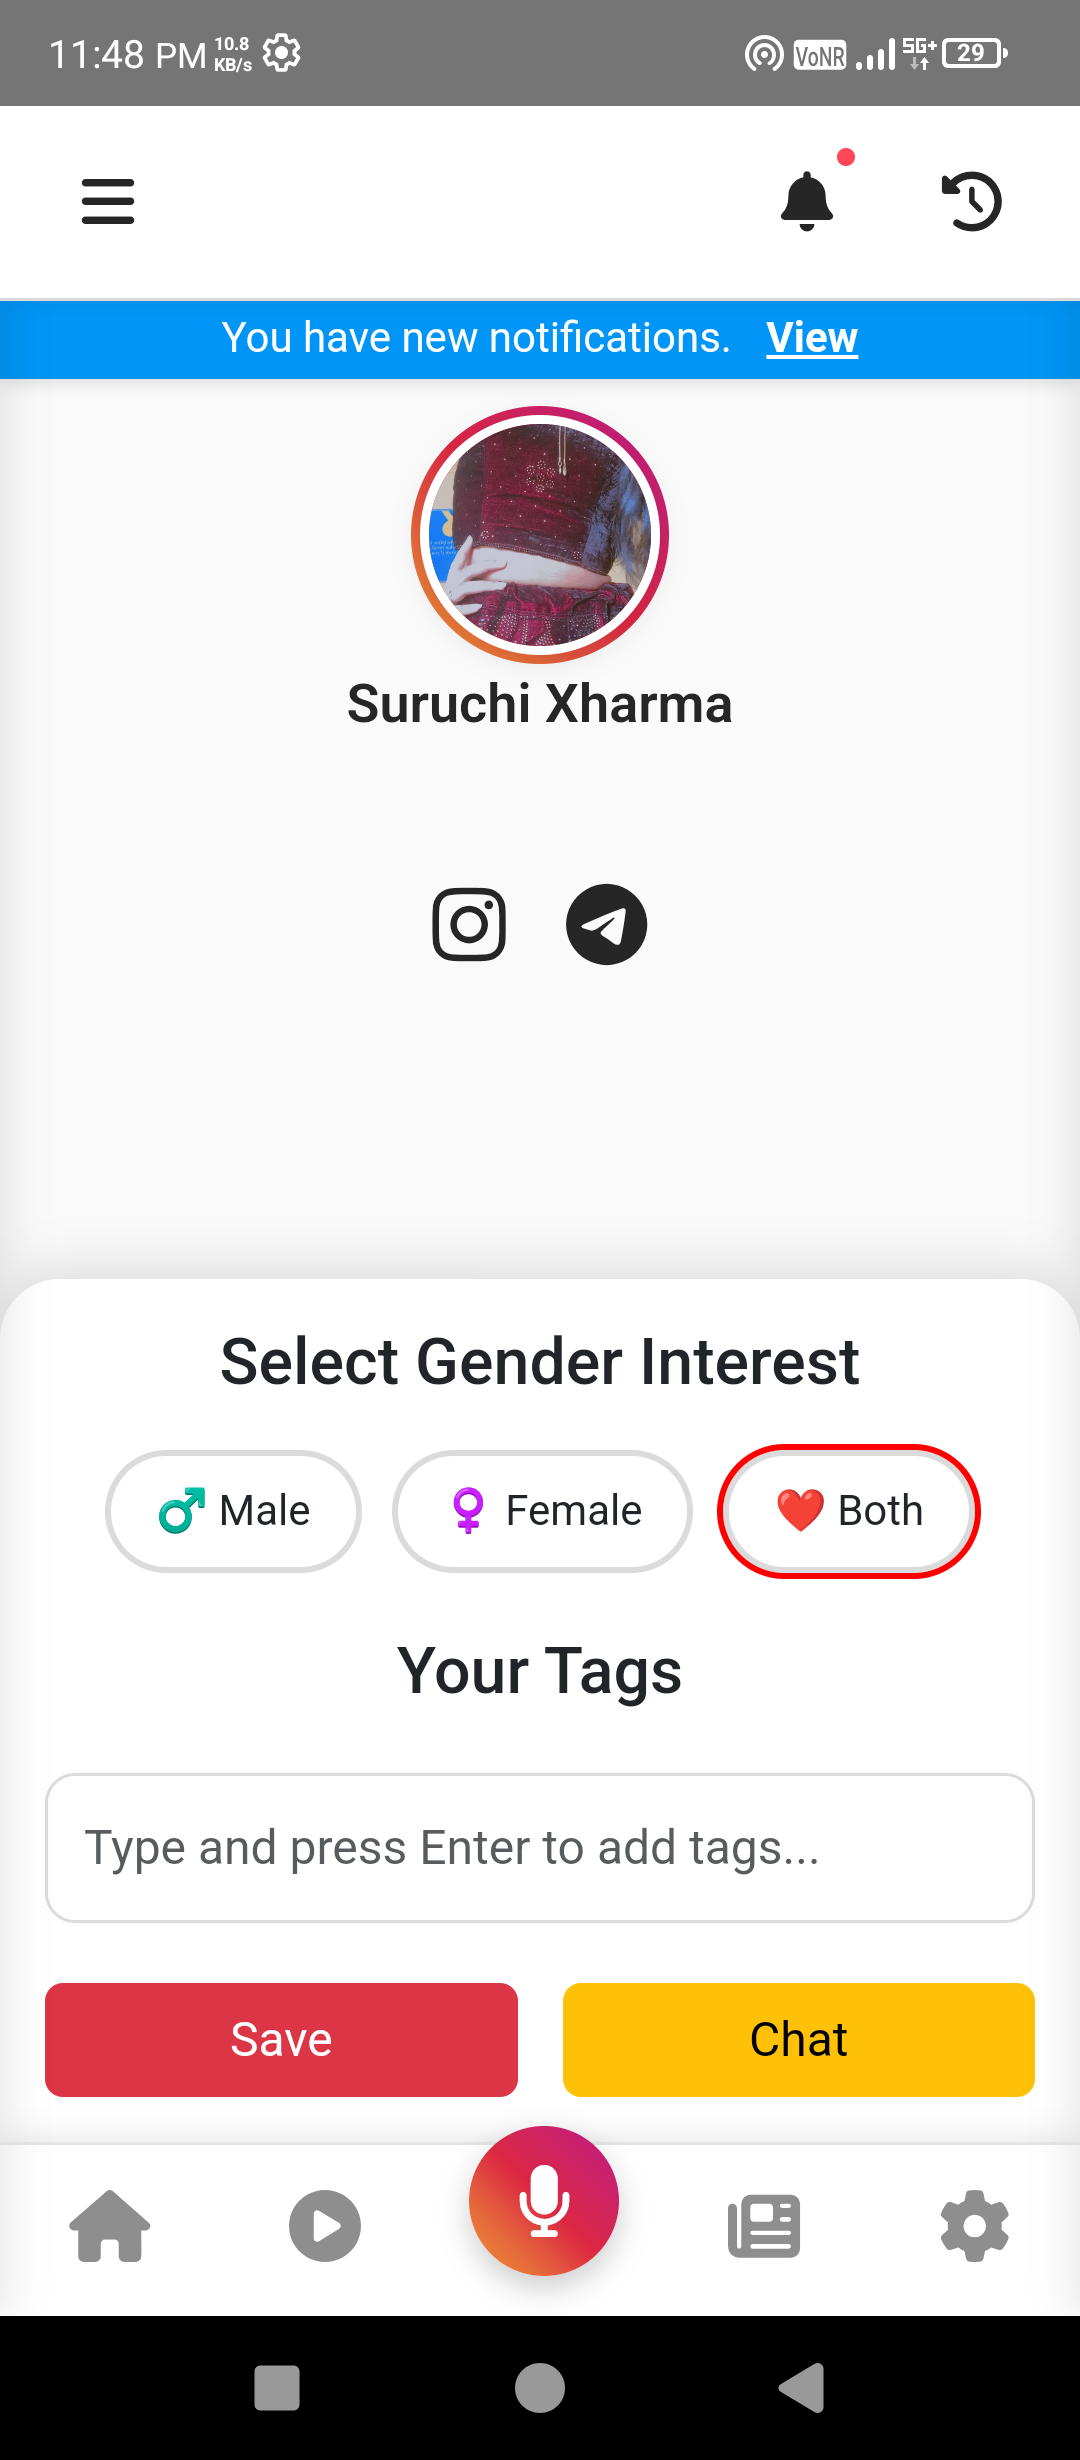 11:48 PM 10.8 KB/s VoNR 5G+ 29
You have new notifications. View
Suruchi Xharma
Select Gender Interest
Male Female Both
Your Tags
Type and press Enter to add tags...
Save Chat